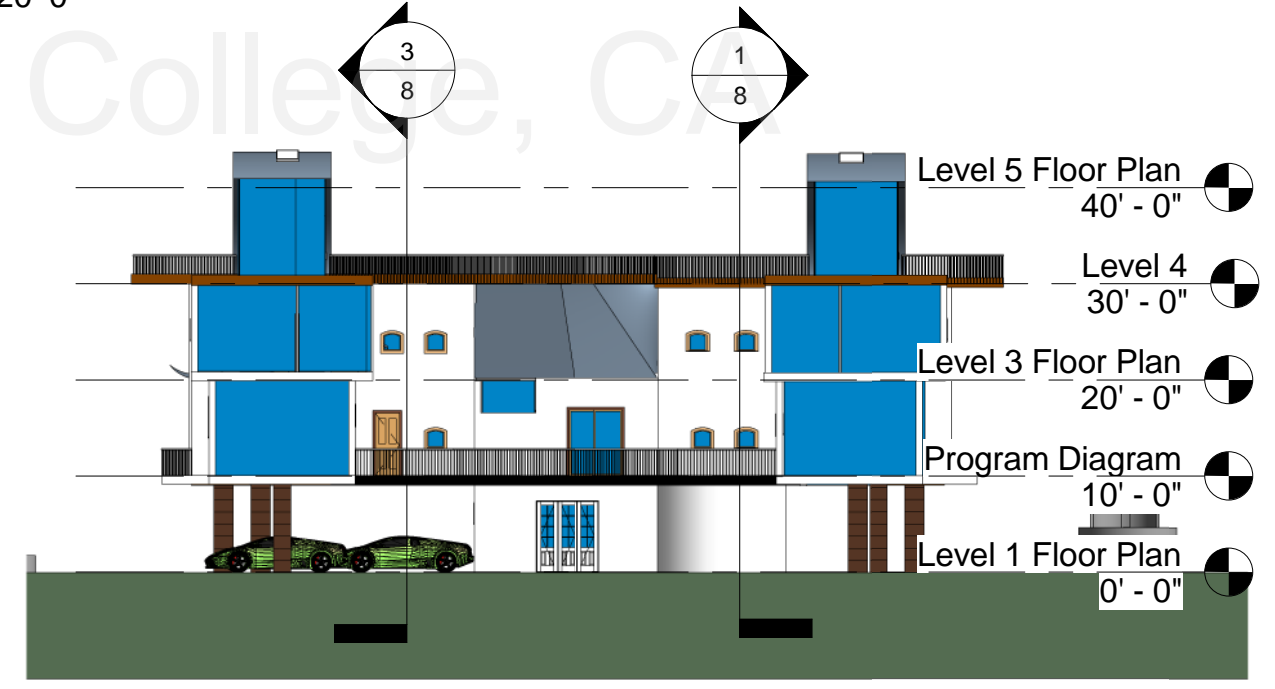 College, CA
3
8
1
8
Level 5 Floor Plan
40' - 0"
Level 4
30' - 0"
Level 3 Floor Plan
20' - 0"
Program Diagram
10' - 0"
Level 1 Floor Plan
0' - 0"